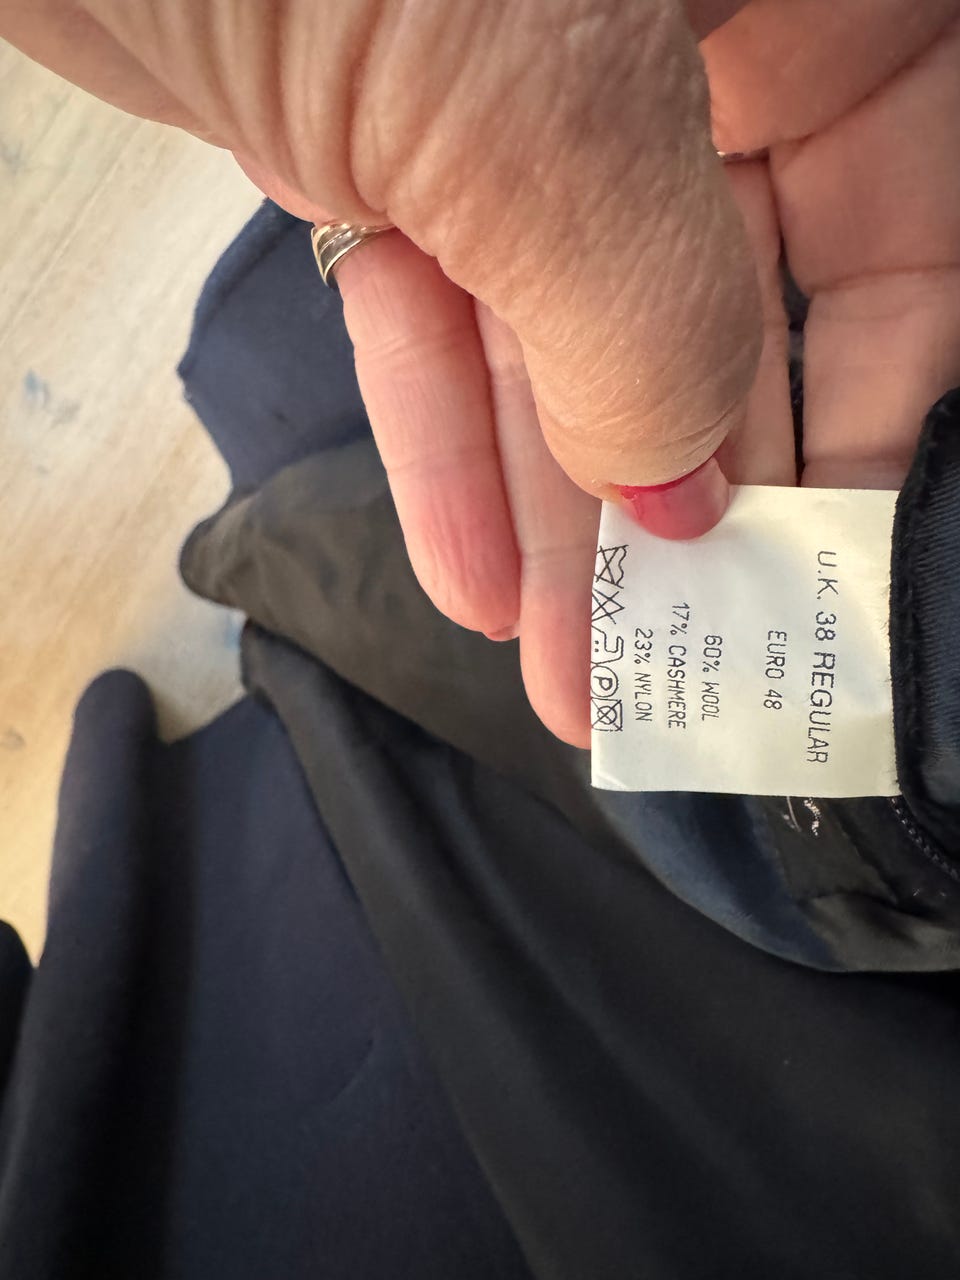 U.K. 38 REGULAR
EURO 48
60% WOOL
17% CASHMERE
23% NYLON
P